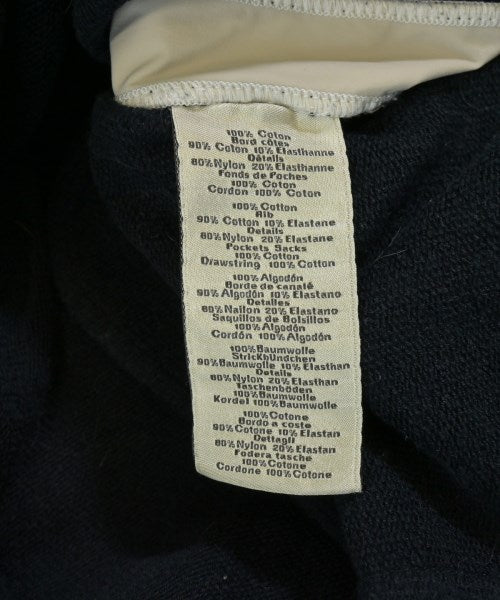 100% Coton
Bord côtes
90% Coton 10% Elasthanne
Détails
80% Nylon 20% Elasthanne
Fonds de Poches
100% Coton
Cordon 100% Coton
100% Cotton
Rib
90% Cotton 10% Elastane
Details
80% Nylon 20% Elastane
Pockets Sacks
100% Cotton
Drawstring 100% Cotton
100% Algodón
Borde de canalé
90% Algodón 10% Elastano
Detalles
80% Nailon 20% Elastano
Saquillos de Bolsillos
100% Algodón
Cordón 100% Algodón
100% Baumwolle
StrickbÜndchen
90% Baumwolle 10% Elasthan
Details
80% Nylon 20% Elasthan
Taschenböden
100% Baumwolle
Kordel 100% Baumwolle
100% Cotone
Bordo a coste
90% Cotone 10% Elastan
Dettagli
80% Nylon 20% Elastan
Fodera tasche
100% Cotone
Cordone 100% Cotone